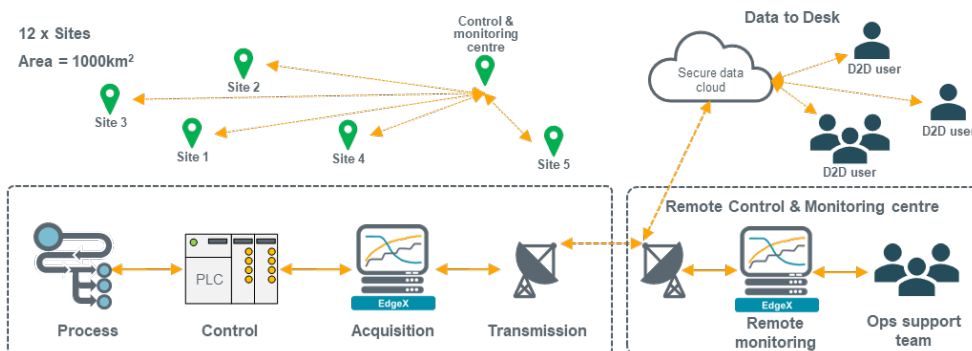 12 x Sites
Area = 1000km²
Control &
monitoring
centre
Site 2
Site 3
Site 1
Site 4
Site 5
Data to Desk
Secure data
cloud
D2D user
D2D user
D2D user
Remote Control & Monitoring centre
PLC
EdgeX
EdgeX
Process
Control
Acquisition
Transmission
Remote
monitoring
Ops support
team